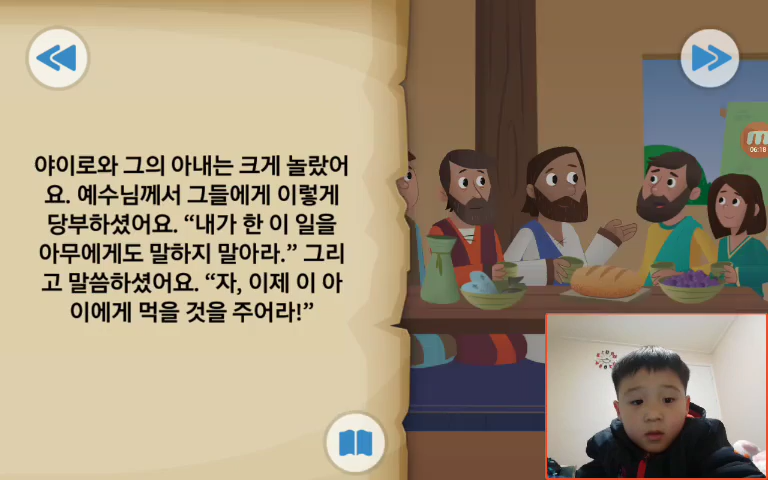 야이로와 그의 아내는 크게 놀랐어
요. 예수님께서 그들에게 이렇게
당부하셨어요. “내가 한 이 일을
아무에게도 말하지 말아라.” 그리
고 말씀하셨어요. “자, 이제 이 아
이에게 먹을 것을 주어라!”
m
06:18